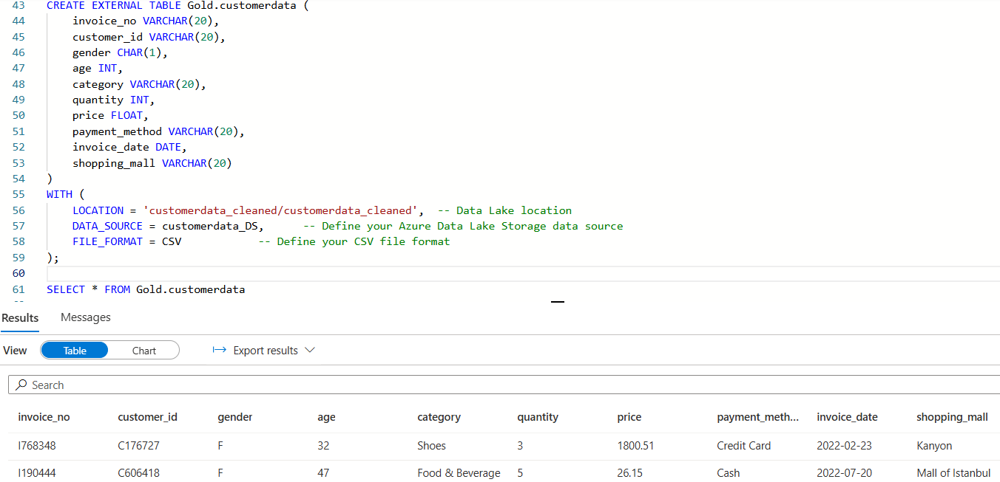 43 CREATE EXTERNAL TABLE Gold.customerdata (
44 invoice_no VARCHAR(20),
45 customer_id VARCHAR(20),
46 gender CHAR(1),
47 age INT,
48 category VARCHAR(20),
49 quantity INT,
50 price FLOAT,
51 payment_method VARCHAR(20),
52 invoice_date DATE,
53 shopping_mall VARCHAR(20)
54 )
55 WITH (
56 LOCATION = 'customerdata_cleaned/customerdata_cleaned', -- Data Lake location
57 DATA_SOURCE = customerdata_DS, -- Define your Azure Data Lake Storage data source
58 FILE_FORMAT = CSV -- Define your CSV file format
59 );
60
61 SELECT * FROM Gold.customerdata
Results Messages
View Table Chart Export results
Search
invoice_no customer_id gender age category quantity price payment_meth... invoice_date shopping_mall
I768348 C176727 F 32 Shoes 3 1800.51 Credit Card 2022-02-23 Kanyon
I190444 C606418 F 47 Food & Beverage 5 26.15 Cash 2022-07-20 Mall of Istanbul